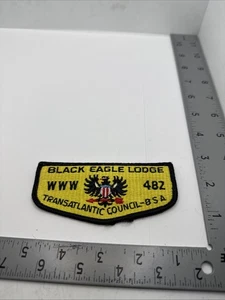 BLACK EAGLE LODGE
WWW 482
TRANSATLANTIC COUNCIL-BSA